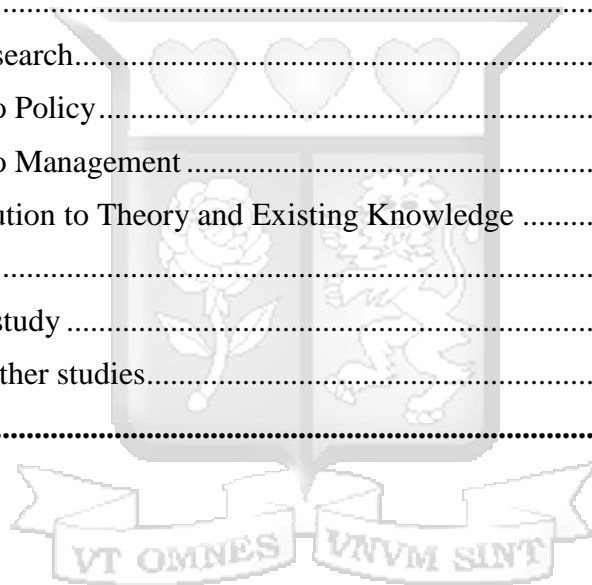 ................................................................
search................................................................
o Policy................................................................
o Management................................................................
ution to Theory and Existing Knowledge..........
................................................................
study................................................................
ther studies................................................................
................................................................
VT OMNES VNVM SINT